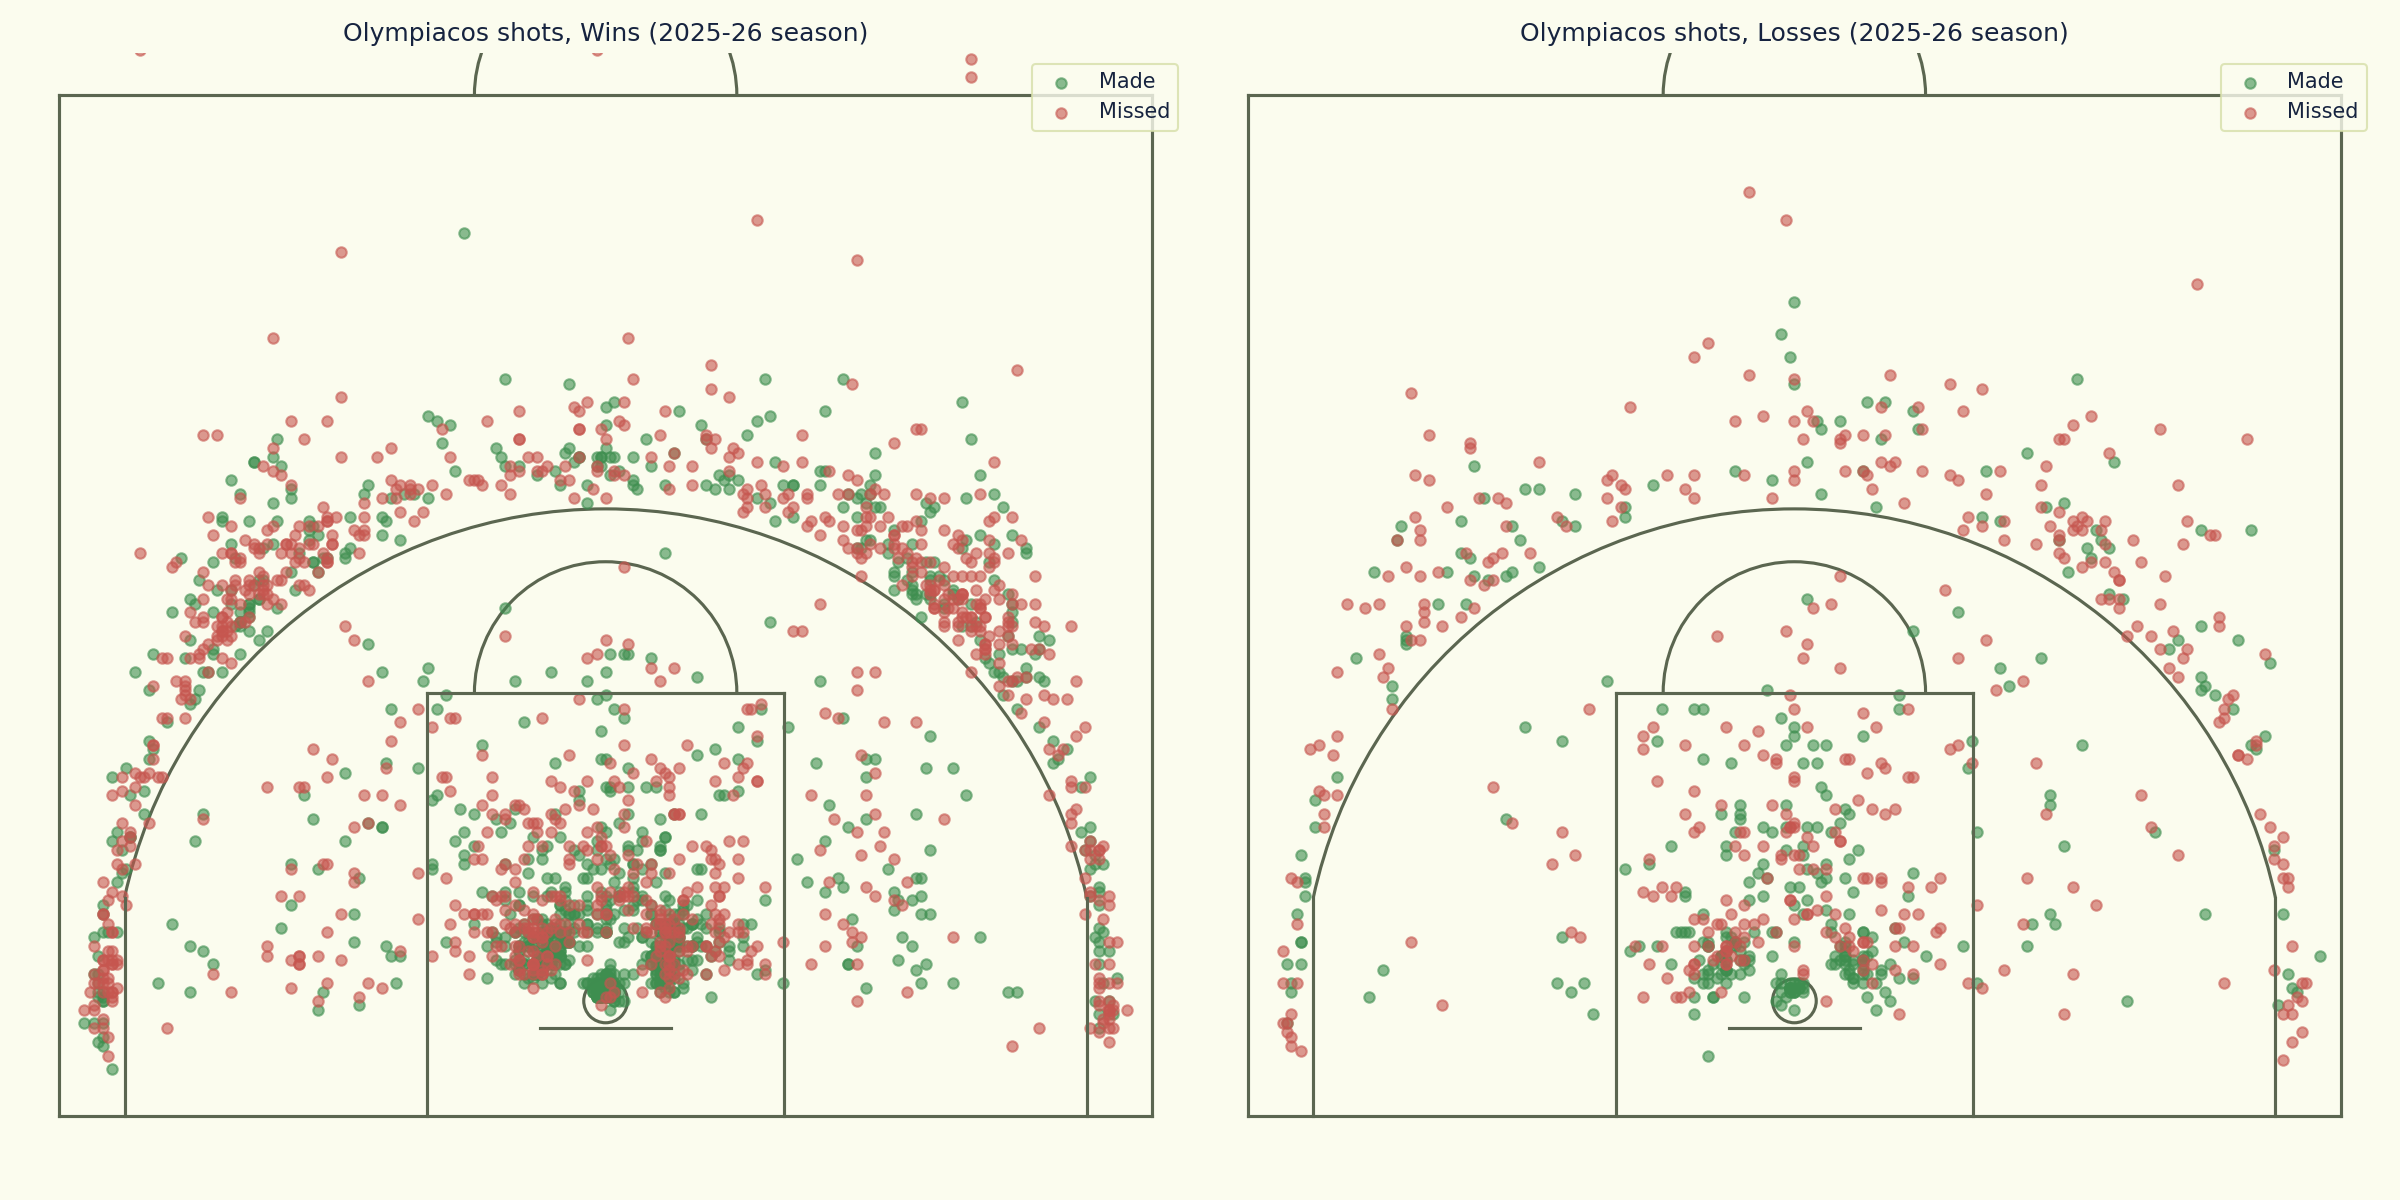 Olympiacos shots, Wins (2025-26 season)
Made
Missed
Olympiacos shots, Losses (2025-26 season)
Made
Missed